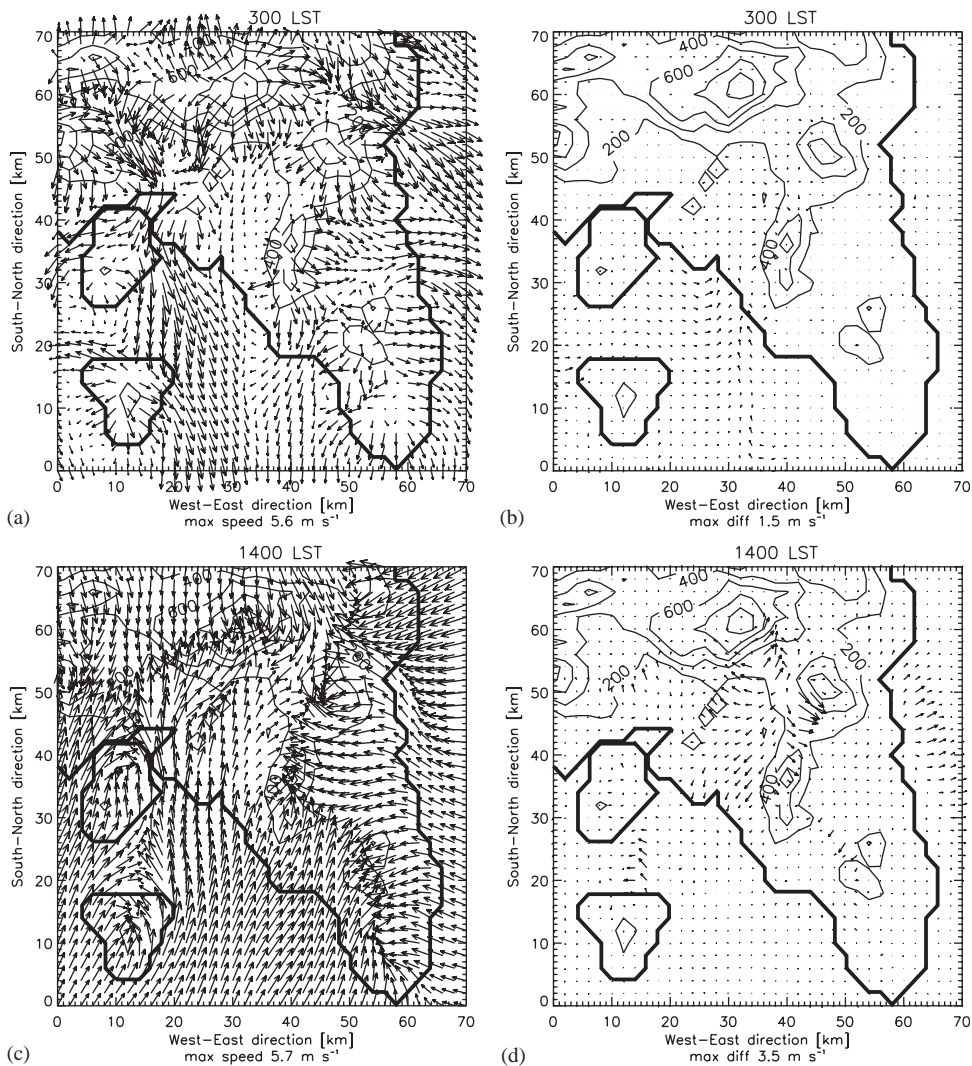 300 LST
300 LST
70
60
50
40
30
20
10
0
South-North direction [km]
600
400
0 10 20 30 40 50 60 70
West-East direction [km]
max speed 5.6 m s⁻¹
(a)
70
60
50
40
30
20
10
0
South-North direction [km]
400
600
200
200
400
0 10 20 30 40 50 60 70
West-East direction [km]
max diff 1.5 m s⁻¹
(b)
1400 LST
1400 LST
70
60
50
40
30
20
10
0
South-North direction [km]
400
600
0 10 20 30 40 50 60 70
West-East direction [km]
max speed 5.7 m s⁻¹
(c)
70
60
50
40
30
20
10
0
South-North direction [km]
400
600
200
200
400
0 10 20 30 40 50 60 70
West-East direction [km]
max diff 3.5 m s⁻¹
(d)